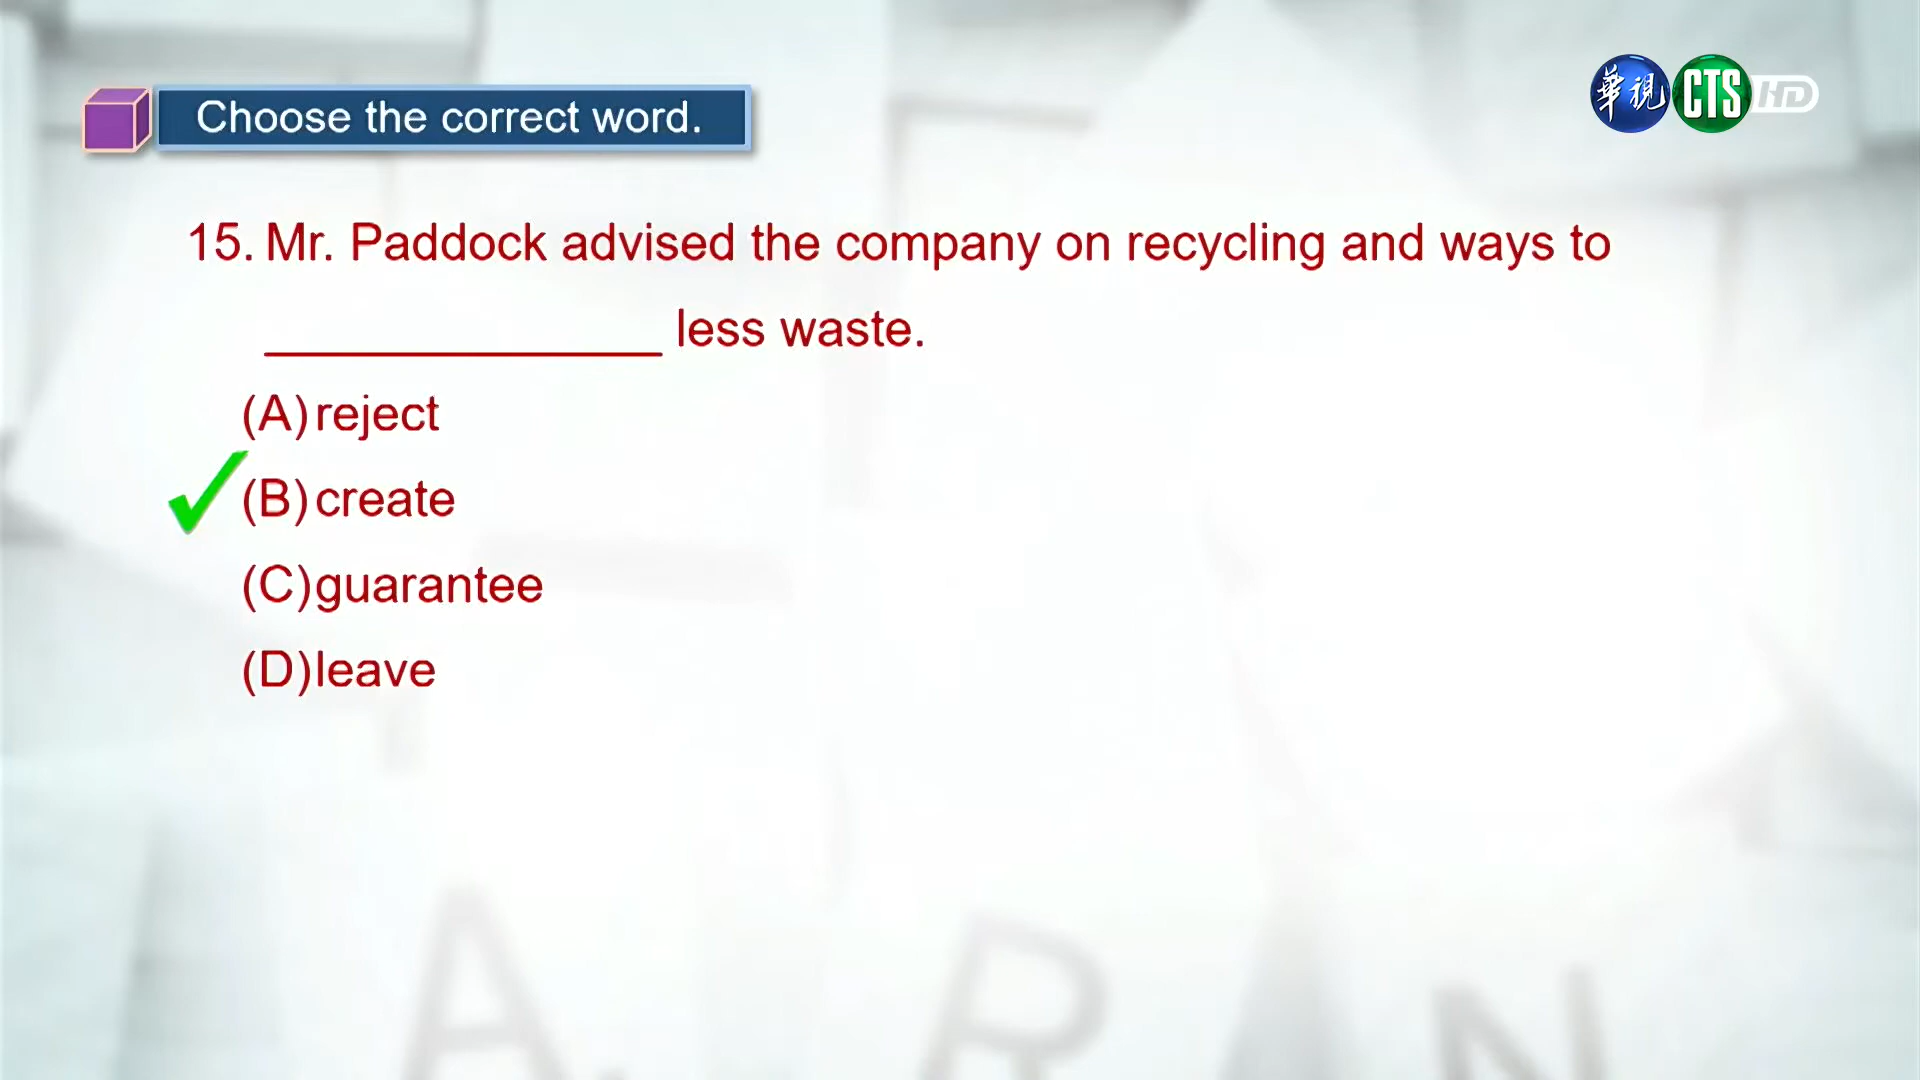 華視 CTS HD
Choose the correct word.
15. Mr. Paddock advised the company on recycling and ways to
______________ less waste.
(A) reject
(B) create
(C) guarantee
(D) leave
A R N